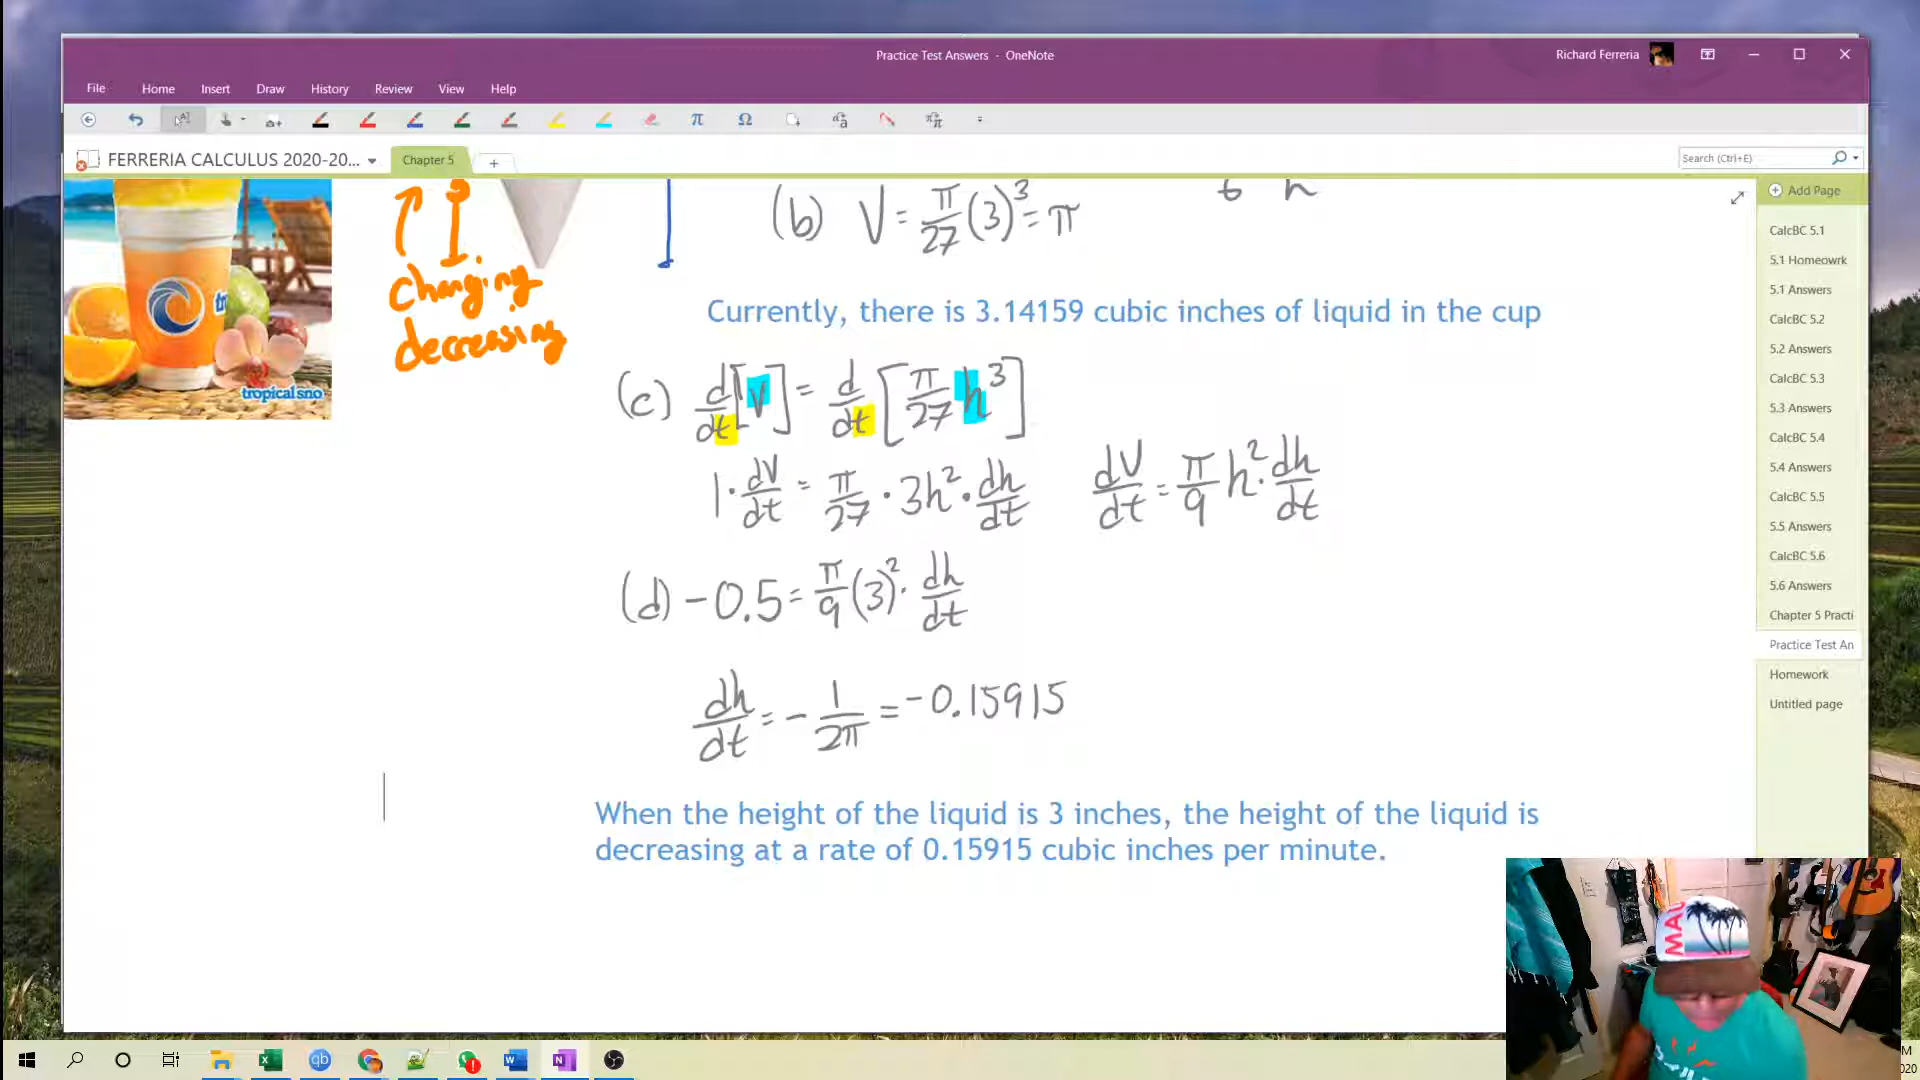 Practice Test Answers - OneNote
Richard Ferreria
File Home Insert Draw History Review View Help
FERRERIA CALCULUS 2020-20...
Chapter 5
Search (Ctrl+E)
Add Page
CalcBC 5.1
5.1 Homeowrk
5.1 Answers
CalcBC 5.2
5.2 Answers
CalcBC 5.3
5.3 Answers
CalcBC 5.4
5.4 Answers
CalcBC 5.5
5.5 Answers
CalcBC 5.6
5.6 Answers
Chapter 5 Practi
Practice Test An
Homework
Untitled page
changing
decreasing
tropical sno
6 h
(b) V = π/27 (3)³ = π
Currently, there is 3.14159 cubic inches of liquid in the cup
(c) d/dt [V] = d/dt [π/27 h³]
1 · dV/dt = π/27 · 3h² · dh/dt dV/dt = π/9 h² · dh/dt
(d) -0.5 = π/9 (3)² · dh/dt
dh/dt = - 1/2π = -0.15915
When the height of the liquid is 3 inches, the height of the liquid is
decreasing at a rate of 0.15915 cubic inches per minute.